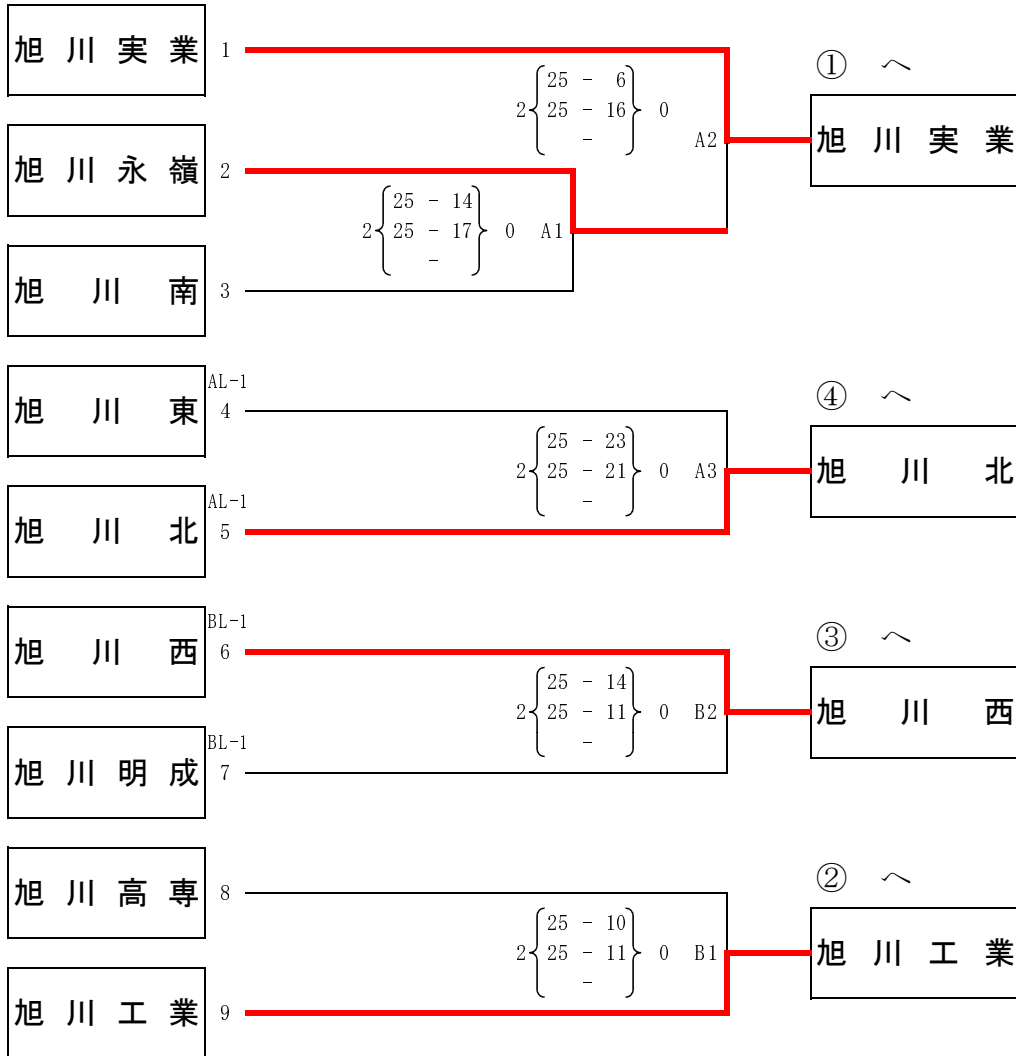 旭川実業 1
① へ
25 - 6
2 25 - 16 0
-
A2
旭川実業
旭川永嶺 2
25 - 14
2 25 - 17 0 A1
-
旭川南 3
AL-1
旭川東 4
④ へ
25 - 23
2 25 - 21 0 A3
-
旭川北
AL-1
旭川北 5
BL-1
旭川西 6
③ へ
25 - 14
2 25 - 11 0 B2
-
旭川西
BL-1
旭川明成 7
旭川高専 8
② へ
25 - 10
2 25 - 11 0 B1
-
旭川工業
旭川工業 9